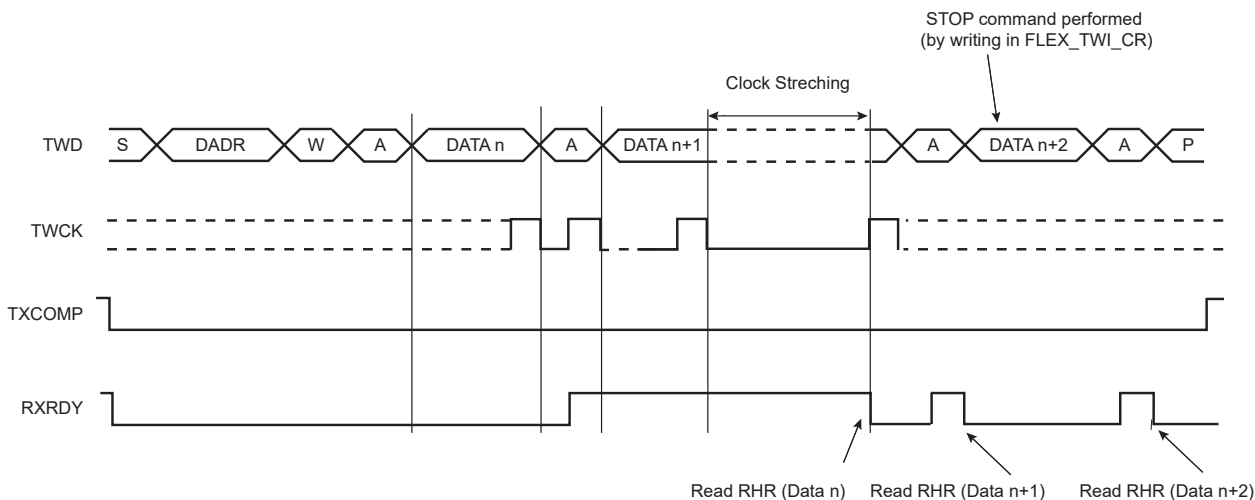 STOP command performed
(by writing in FLEX_TWI_CR)
Clock Streching
TWD S DADR W A DATA n A DATA n+1 A DATA n+2 A P
TWCK
TXCOMP
RXRDY
Read RHR (Data n) Read RHR (Data n+1) Read RHR (Data n+2)